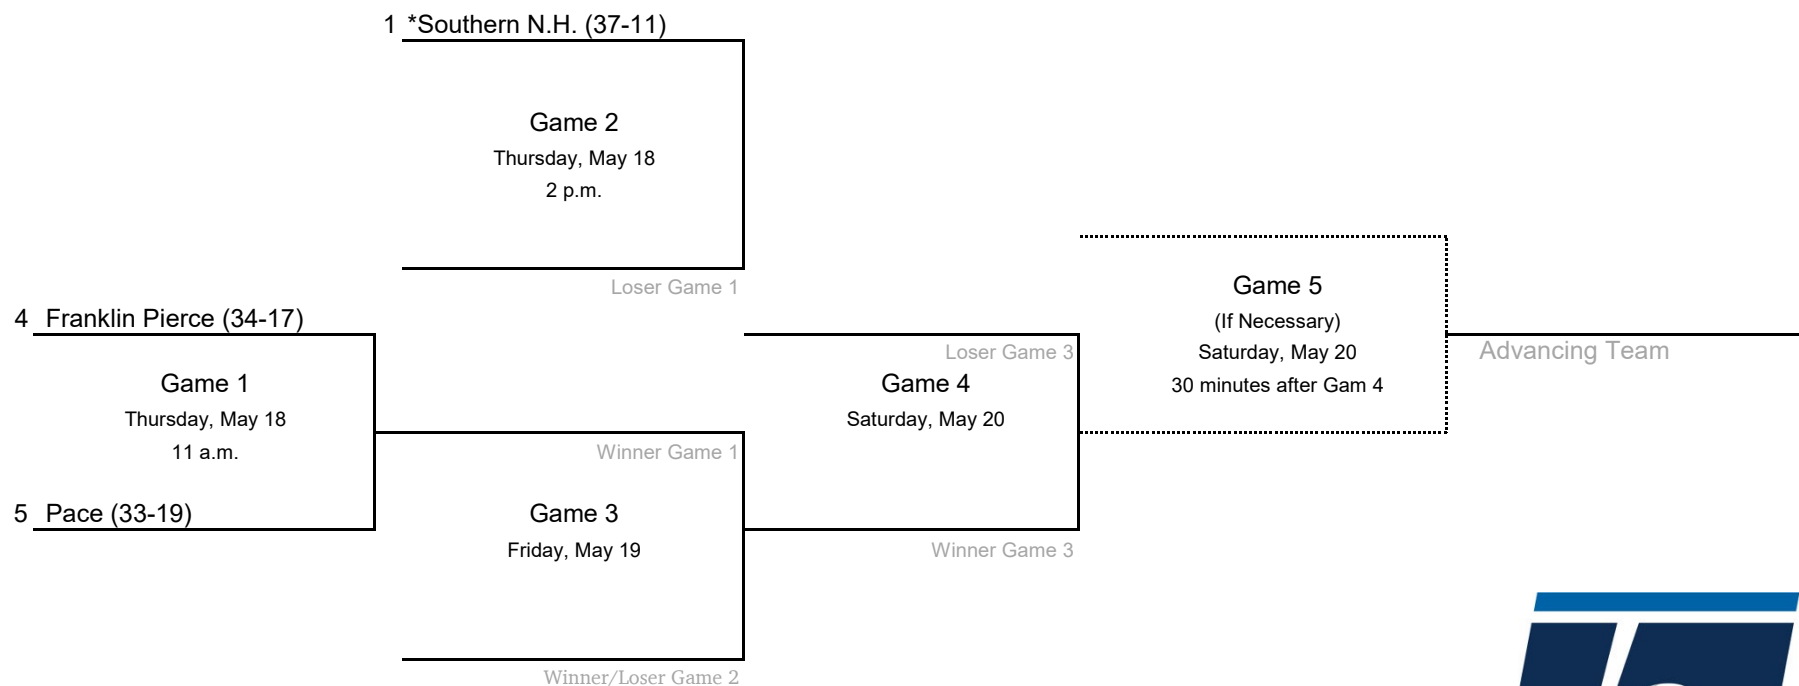 1 *Southern N.H. (37-11)
Game 2
Thursday, May 18
2 p.m.
Loser Game 1
4 Franklin Pierce (34-17)
Game 1
Thursday, May 18
11 a.m.
5 Pace (33-19)
Winner Game 1
Game 3
Friday, May 19
Winner/Loser Game 2
Loser Game 3
Game 4
Saturday, May 20
Winner Game 3
Game 5
(If Necessary)
Saturday, May 20
30 minutes after Gam 4
Advancing Team